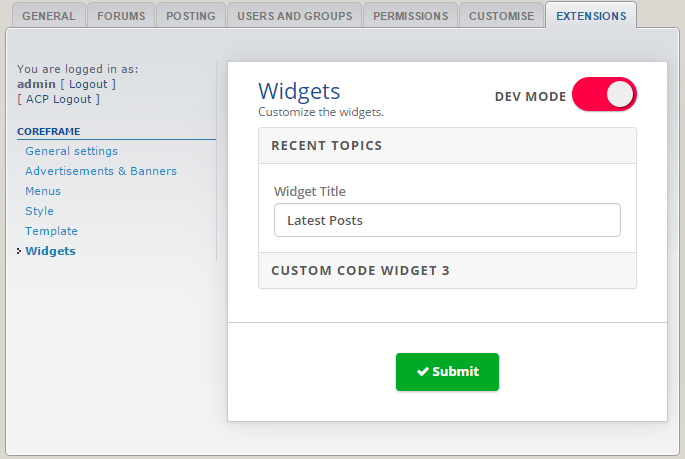 GENERAL FORUMS POSTING USERS AND GROUPS PERMISSIONS CUSTOMISE EXTENSIONS
You are logged in as:
admin [ Logout ]
[ ACP Logout ]
COREFRAME
General settings
Advertisements & Banners
Menus
Style
Template
Widgets
Widgets
DEV MODE
Customize the widgets.
RECENT TOPICS
Widget Title
Latest Posts
CUSTOM CODE WIDGET 3
Submit